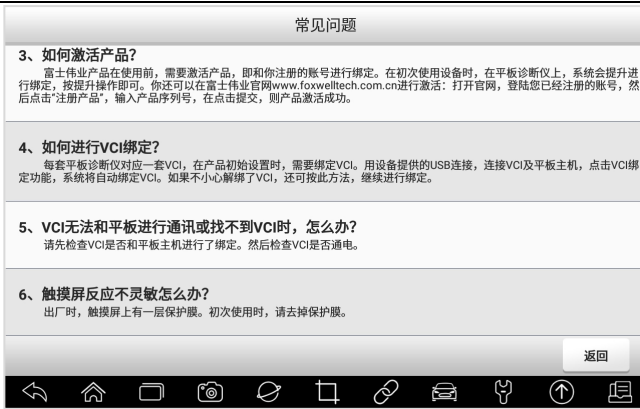 常见问题
3、如何激活产品?
富士伟业产品在使用前，需要激活产品，即和你注册的账号进行绑定。在初次使用设备时，在平板诊断仪上，系统会提升进
行绑定，按提升操作即可。你还可以在富士伟业官网www.foxwelltech.com.cn进行激活：打开官网，登陆您已经注册的账号，然
后点击“注册产品”，输入产品序列号，在点击提交，则产品激活成功。
4、如何进行VCI绑定?
每套平板诊断仪对应一套VCI，在产品初始设置时，需要绑定VCI。用设备提供的USB连接，连接VCI及平板主机，点击VCI绑
定功能，系统将自动绑定VCI。如果不小心解绑了VCI，还可按此方法，继续进行绑定。
5、VCI无法和平板进行通讯或找不到VCI时，怎么办?
请先检查VCI是否和平板主机进行了绑定。然后检查VCI是否通电。
6、触摸屏反应不灵敏怎么办?
出厂时，触摸屏上有一层保护膜。初次使用时，请去掉保护膜。
返回